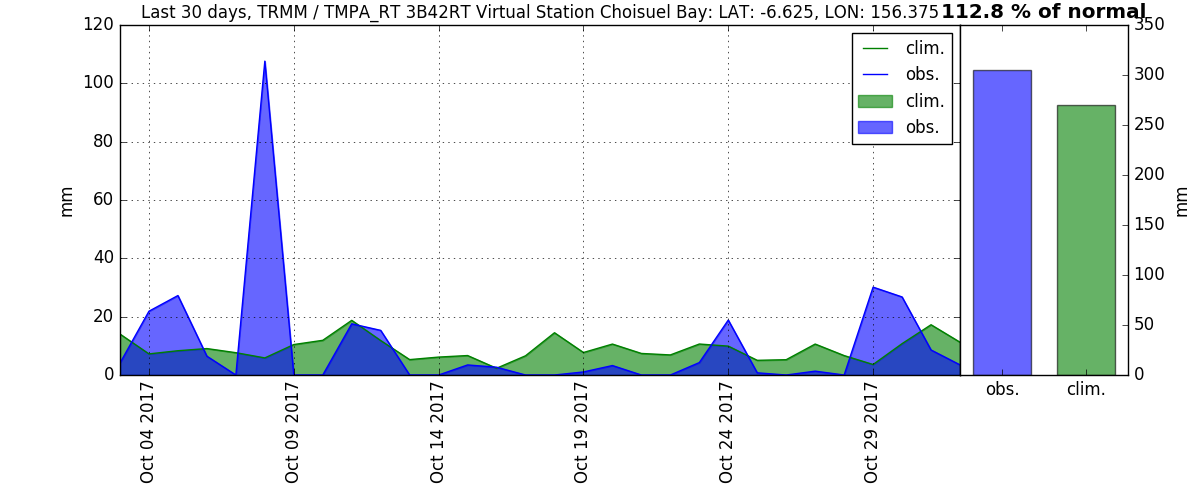 Last 30 days, TRMM / TMPA_RT 3B42RT Virtual Station Choisuel Bay: LAT: -6.625, LON: 156.375
112.8 % of normal
120
100
80
60
40
20
0
mm
clim.
obs.
clim.
obs.
350
300
250
200
150
100
50
0
mm
obs.
clim.
Oct 04 2017
Oct 09 2017
Oct 14 2017
Oct 19 2017
Oct 24 2017
Oct 29 2017